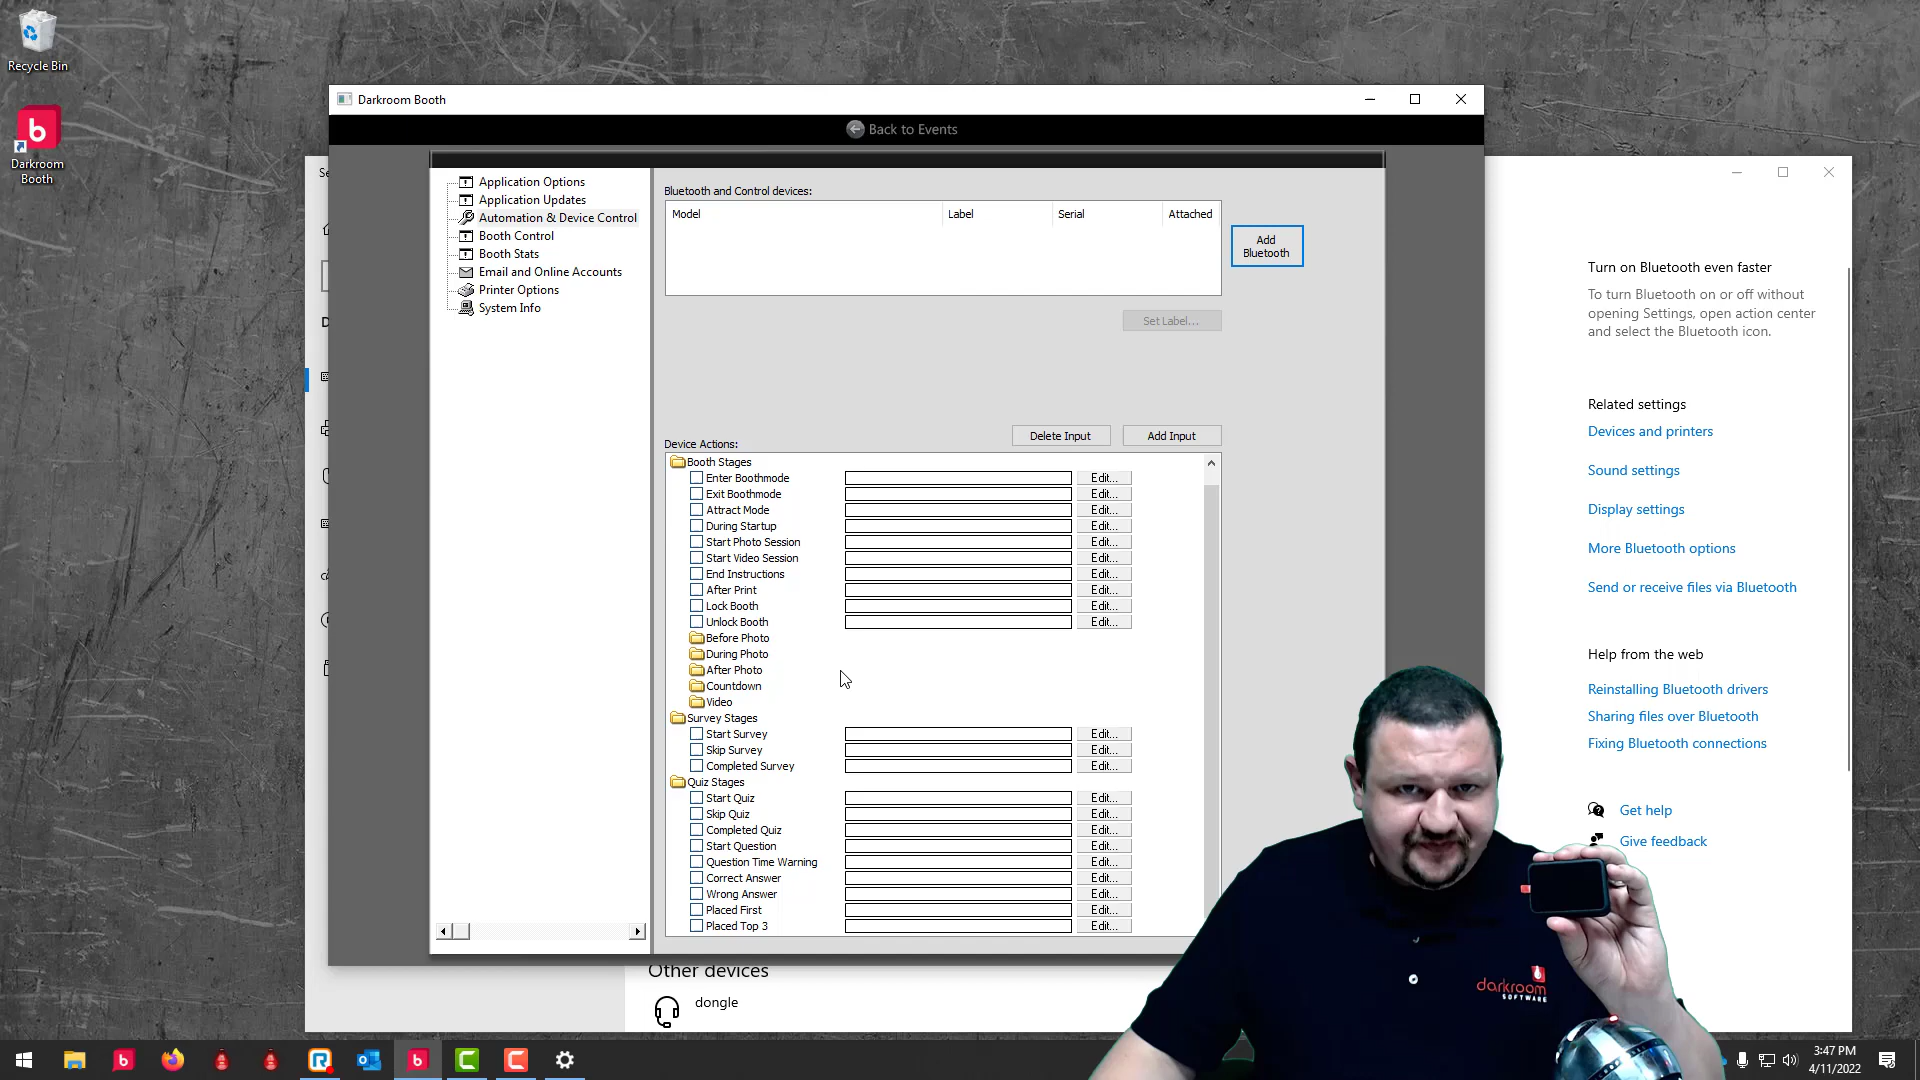 Recycle Bin
Darkroom
Booth
Darkroom Booth
Back to Events
Se
Application Options
Application Updates
Automation & Device Control
Booth Control
Booth Stats
Email and Online Accounts
Printer Options
System Info
Bluetooth and Control devices:
Model
Label
Serial
Attached
Add
Bluetooth
Set Label...
Delete Input
Add Input
Device Actions:
Booth Stages
Enter Boothmode
Edit...
Exit Boothmode
Edit...
Attract Mode
Edit...
During Startup
Edit...
Start Photo Session
Edit...
Start Video Session
Edit...
End Instructions
Edit...
After Print
Edit...
Lock Booth
Edit...
Unlock Booth
Edit...
Before Photo
During Photo
After Photo
Countdown
Video
Survey Stages
Start Survey
Edit...
Skip Survey
Edit...
Completed Survey
Edit...
Quiz Stages
Start Quiz
Edit...
Skip Quiz
Edit...
Completed Quiz
Edit...
Start Question
Edit...
Question Time Warning
Edit...
Correct Answer
Edit...
Wrong Answer
Edit...
Placed First
Edit...
Placed Top 3
Edit...
Turn on Bluetooth even faster
To turn Bluetooth on or off without
opening Settings, open action center
and select the Bluetooth icon.
Related settings
Devices and printers
Sound settings
Display settings
More Bluetooth options
Send or receive files via Bluetooth
Help from the web
Reinstalling Bluetooth drivers
Sharing files over Bluetooth
Fixing Bluetooth connections
Get help
Give feedback
Other devices
dongle
darkroom
SOFTWARE
3:47 PM
4/11/2022